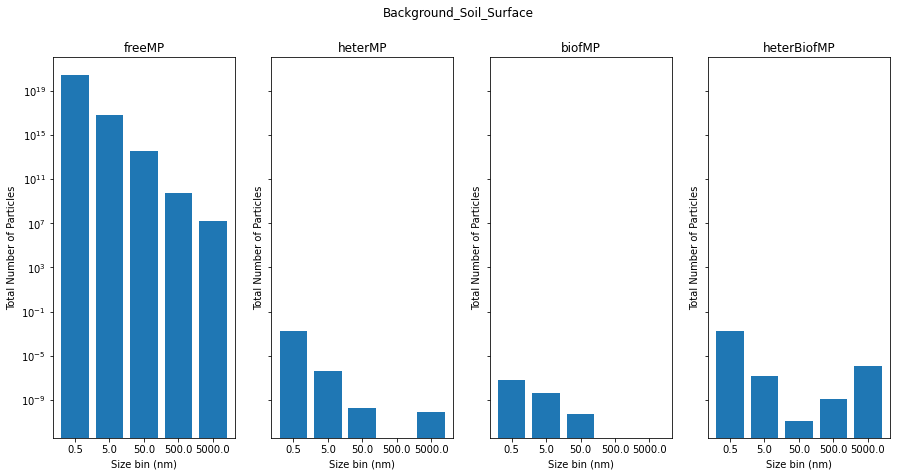 Background_Soil_Surface
freeMP
heterMP
biofMP
heterBiofMP
Total Number of Particles
10^19
10^15
10^11
10^7
10^3
10^-1
10^-5
10^-9
0.5 5.0 50.0 500.0 5000.0
Size bin (nm)
Total Number of Particles
0.5 5.0 50.0 500.0 5000.0
Size bin (nm)
Total Number of Particles
0.5 5.0 50.0 500.0 5000.0
Size bin (nm)
Total Number of Particles
0.5 5.0 50.0 500.0 5000.0
Size bin (nm)